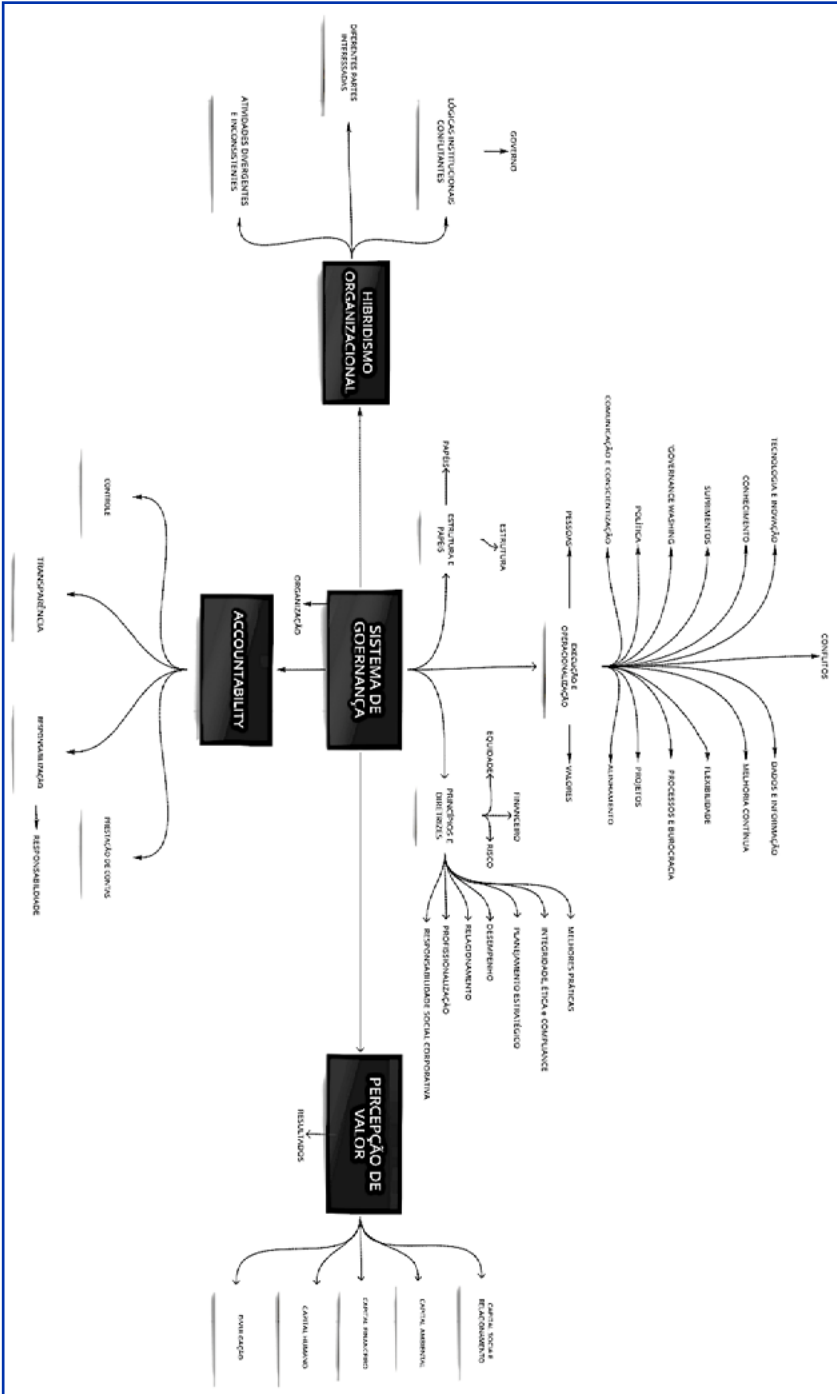 CONFLITOS
TECNOLOGIA E INOVAÇÃO
DADOS E INFORMAÇÃO
CONHECIMENTO
MELHORIA CONTÍNUA
SUPRIMENTOS
FLEXIBILIDADE
'GOVERNANCE WASHING'
PROCESSOS E BUROCRACIA
POLÍTICA
PROJETOS
COMUNICAÇÃO E CONSCIENTIZAÇÃO
ALINHAMENTO
PESSOAS
EXECUÇÃO E
OPERACIONALIZAÇÃO
VALORES
GOVERNO
LÓGICAS INSTITUCIONAIS
CONFLITANTES
DIFERENTES PARTES
INTERESSADAS
ATIVIDADES DIVERGENTES
E INCONSISTENTES
HIBRIDISMO
ORGANIZACIONAL
ESTRUTURA
PAPÉIS
ESTRUTURA E
PAPÉIS
FINANCEIRO
EQUIDADE
RISCO
PRINCÍPIOS E
DIRETRIZES
MELHORES PRÁTICAS
INTEGRIDADE, ÉTICA e COMPLIANCE
PLANEJAMENTO ESTRATÉGICO
DESEMPENHO
RELACIONAMENTO
PROFISSIONALIZAÇÃO
RESPONSABILIDADE SOCIAL CORPORATIVA
SISTEMA DE
GOERNANÇA
ORGANIZAÇÃO
PERCEPÇÃO DE
VALOR
RESULTADOS
CAPITAL SOCIAL E
RELACIONAMENTO
CAPITAL AMBIENTAL
CAPITAL FINANCEIRO
CAPITAL HUMANO
DIVULGAÇÃO
ACCOUNTABILITY
CONTROLE
TRANSPARÊNCIA
RESPONSABILIZAÇÃO
PRESTAÇÃO DE CONTAS
RESPONSABILDIADE